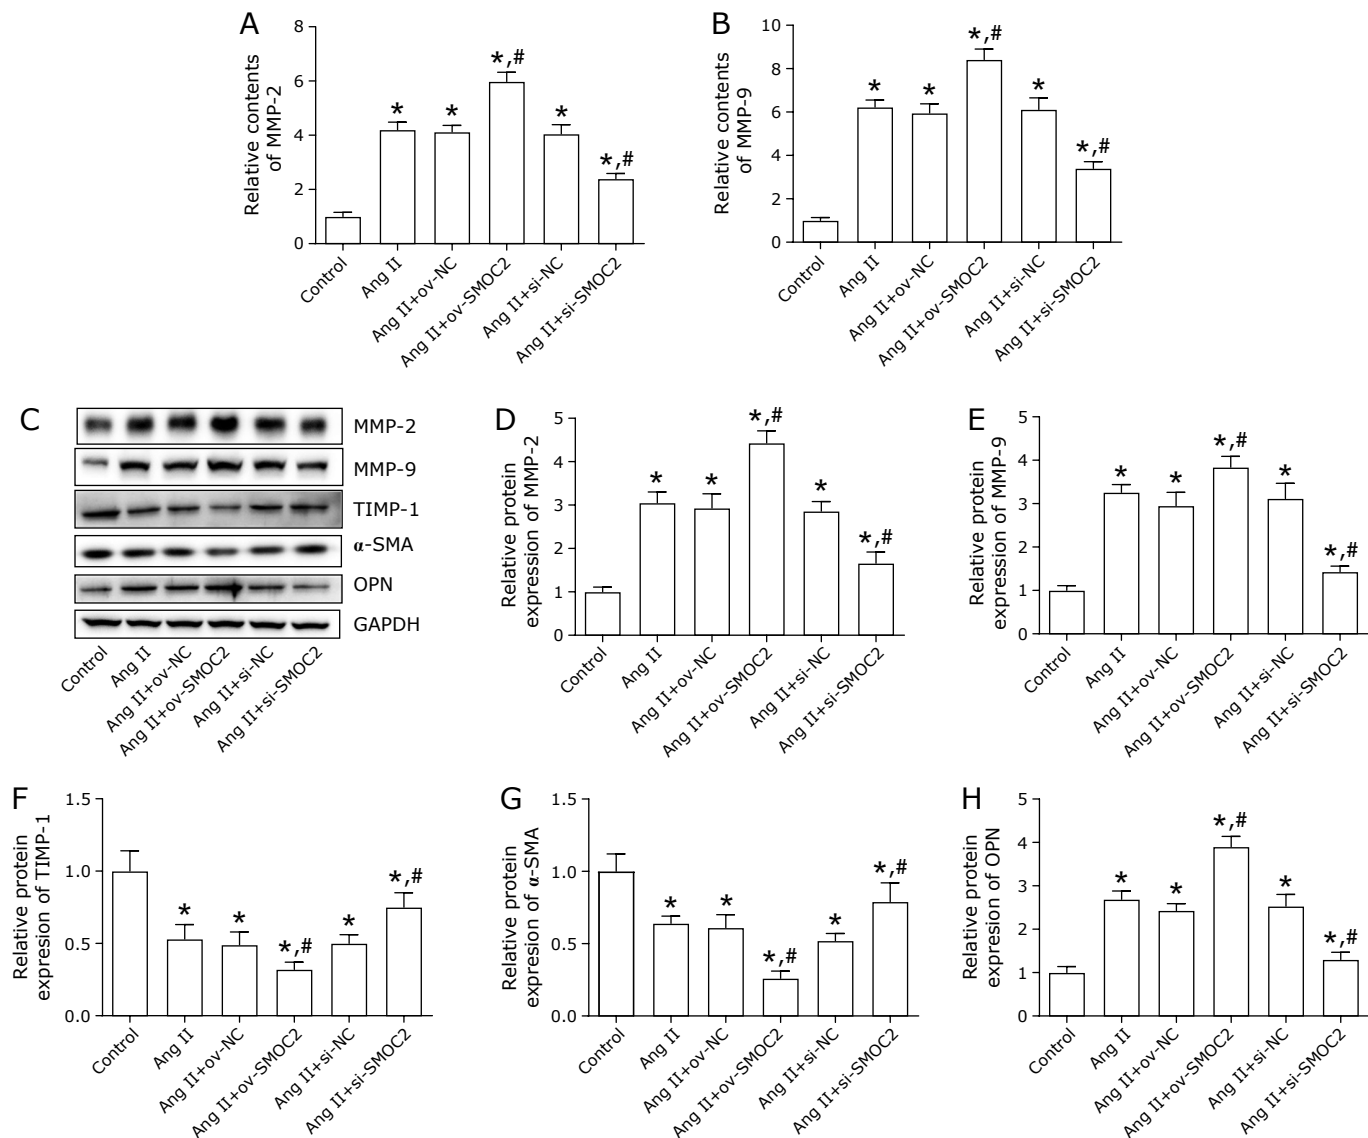 A
Relative contents
of MMP-2
8
6
4
2
0
*
*
*,#
*
*,#
Control
Ang II
Ang II+ov-NC
Ang II+ov-SMOC2
Ang II+si-NC
Ang II+si-SMOC2
B
Relative contents
of MMP-9
10
8
6
4
2
0
*
*
*,#
*
*,#
Control
Ang II
Ang II+ov-NC
Ang II+ov-SMOC2
Ang II+si-NC
Ang II+si-SMOC2
C
MMP-2
MMP-9
TIMP-1
α-SMA
OPN
GAPDH
Control
Ang II
Ang II+ov-NC
Ang II+ov-SMOC2
Ang II+si-NC
Ang II+si-SMOC2
D
Relative protein
expression of MMP-2
5
4
3
2
1
0
*
*
*,#
*
*,#
Control
Ang II
Ang II+ov-NC
Ang II+ov-SMOC2
Ang II+si-NC
Ang II+si-SMOC2
E
Relative protein
expression of MMP-9
5
4
3
2
1
0
*
*
*,#
*
*,#
Control
Ang II
Ang II+ov-NC
Ang II+ov-SMOC2
Ang II+si-NC
Ang II+si-SMOC2
F
Relative protein
expresion of TIMP-1
1.5
1.0
0.5
0.0
*
*
*,#
*
*,#
Control
Ang II
Ang II+ov-NC
Ang II+ov-SMOC2
Ang II+si-NC
Ang II+si-SMOC2
G
Relative protein
expresion of α-SMA
1.5
1.0
0.5
0.0
*
*
*,#
*
*,#
Control
Ang II
Ang II+ov-NC
Ang II+ov-SMOC2
Ang II+si-NC
Ang II+si-SMOC2
H
Relative protein
expresion of OPN
5
4
3
2
1
0
*
*
*,#
*
*,#
Control
Ang II
Ang II+ov-NC
Ang II+ov-SMOC2
Ang II+si-NC
Ang II+si-SMOC2